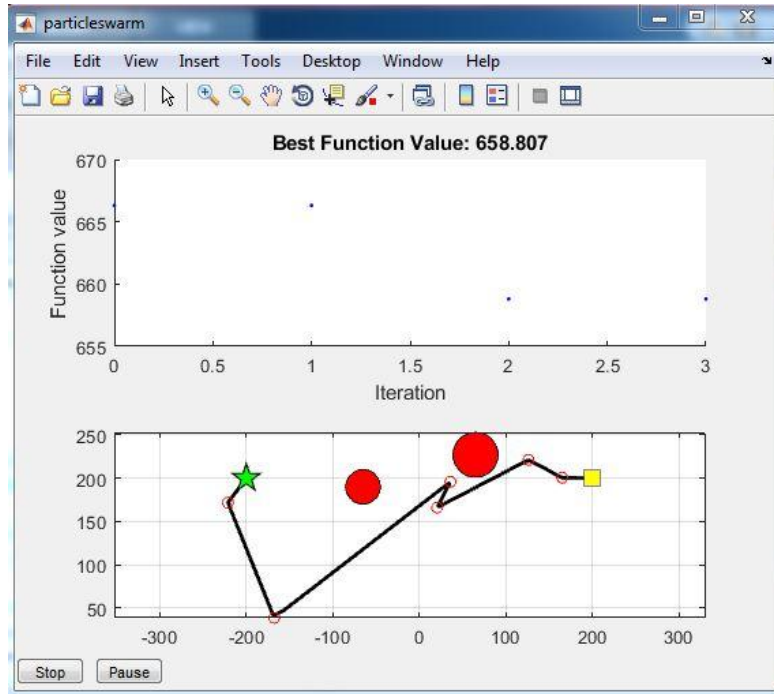 particleswarm
File Edit View Insert Tools Desktop Window Help
Best Function Value: 658.807
670
665
660
655
Function value
0 0.5 1 1.5 2 2.5 3
Iteration
250
200
150
100
50
-300 -200 -100 0 100 200 300
Stop Pause